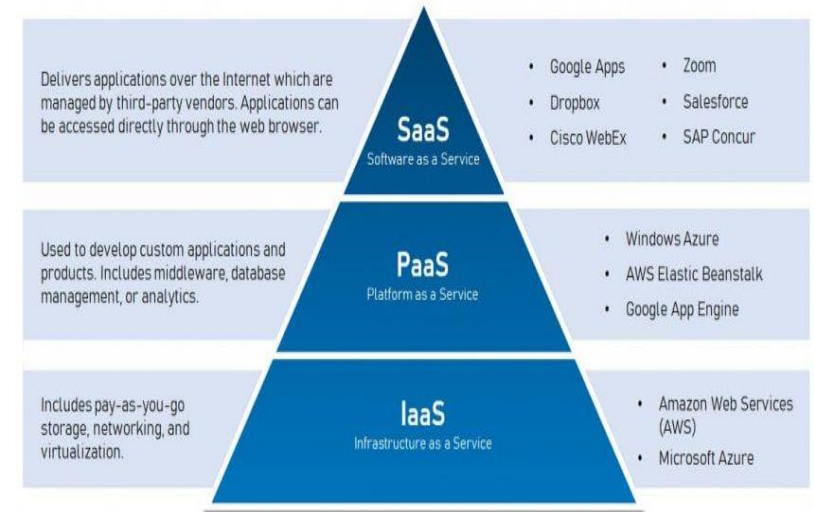 Delivers applications over the Internet which are
managed by third-party vendors. Applications can
be accessed directly through the web browser.
SaaS
Software as a Service
• Google Apps
• Dropbox
• Cisco WebEx
• Zoom
• Salesforce
• SAP Concur
Used to develop custom applications and
products. Includes middleware, database
management, or analytics.
PaaS
Platform as a Service
• Windows Azure
• AWS Elastic Beanstalk
• Google App Engine
Includes pay-as-you-go
storage, networking, and
virtualization.
IaaS
Infrastructure as a Service
• Amazon Web Services
(AWS)
• Microsoft Azure